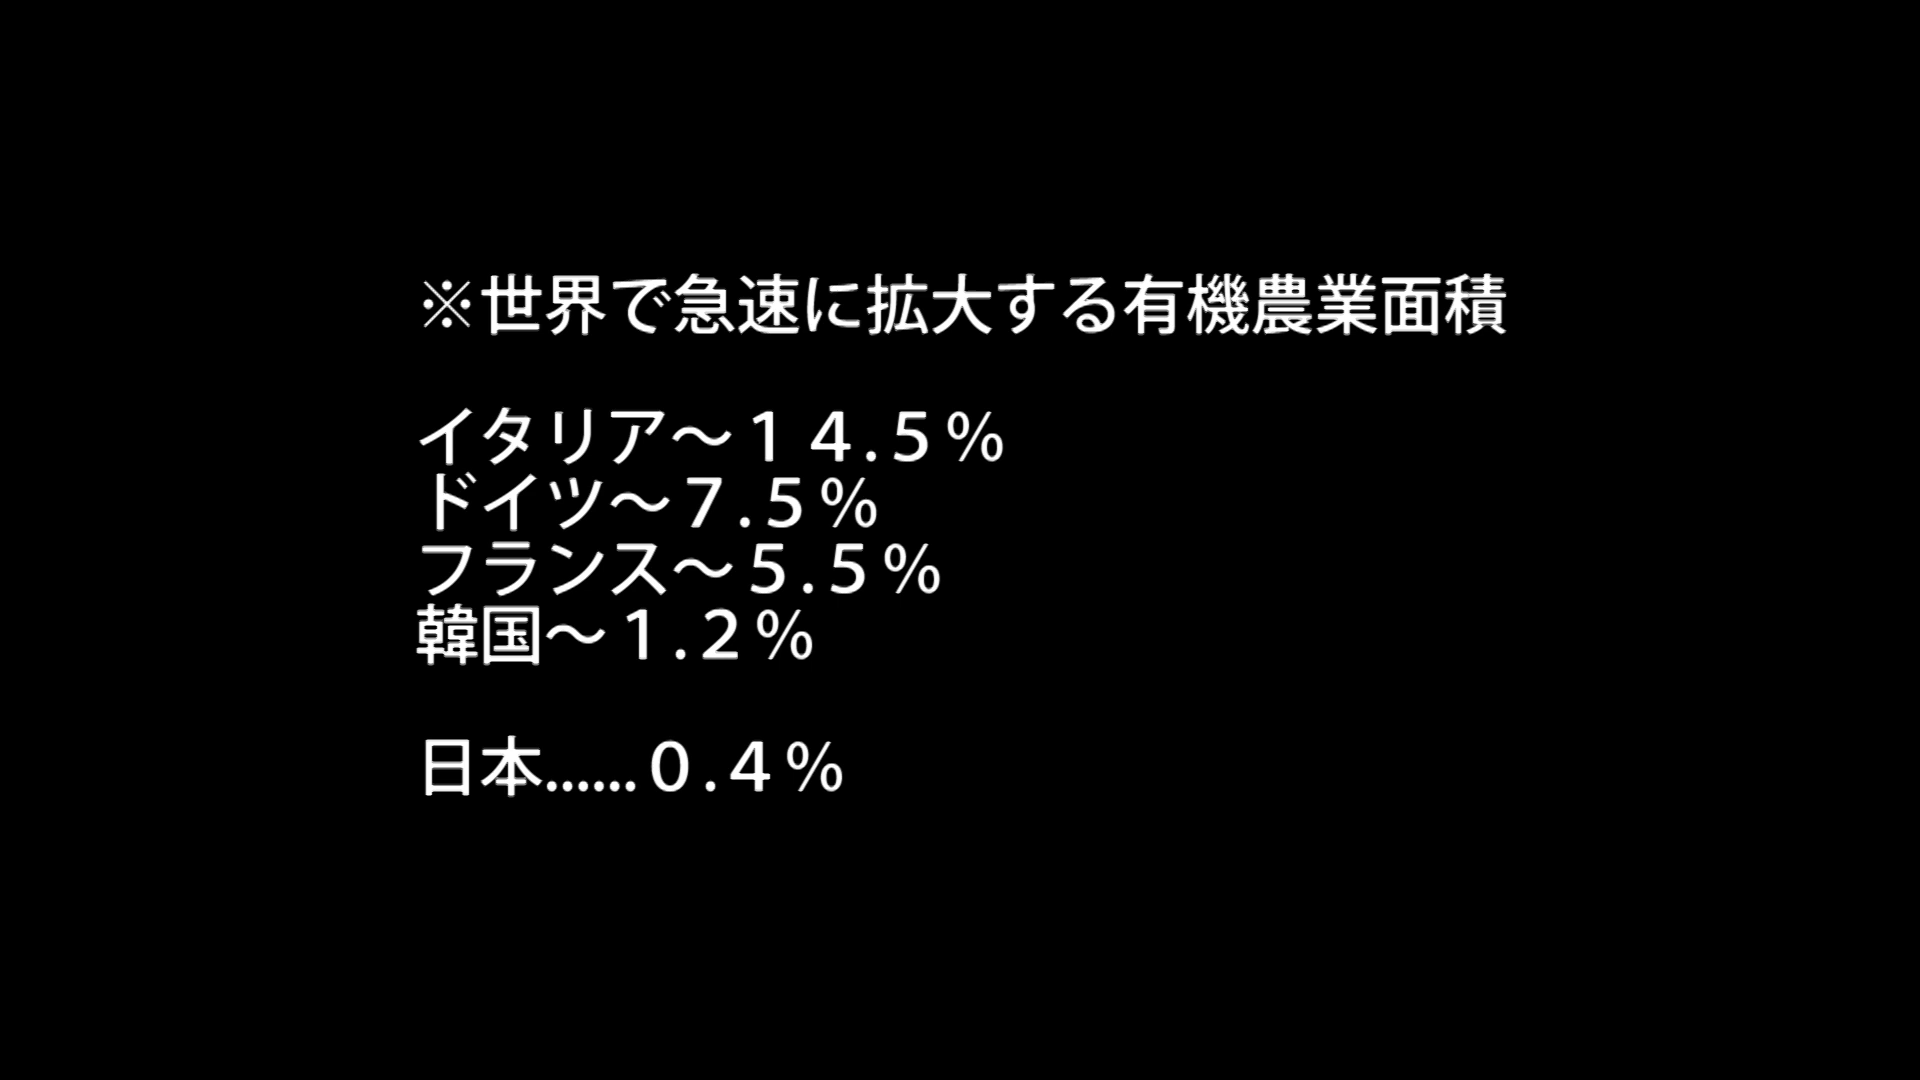 ※世界で急速に拡大する有機農業面積
イタリア～１４.５％
ドイツ～７.５％
フランス～５.５％
韓国～１.２％
日本......０.４％